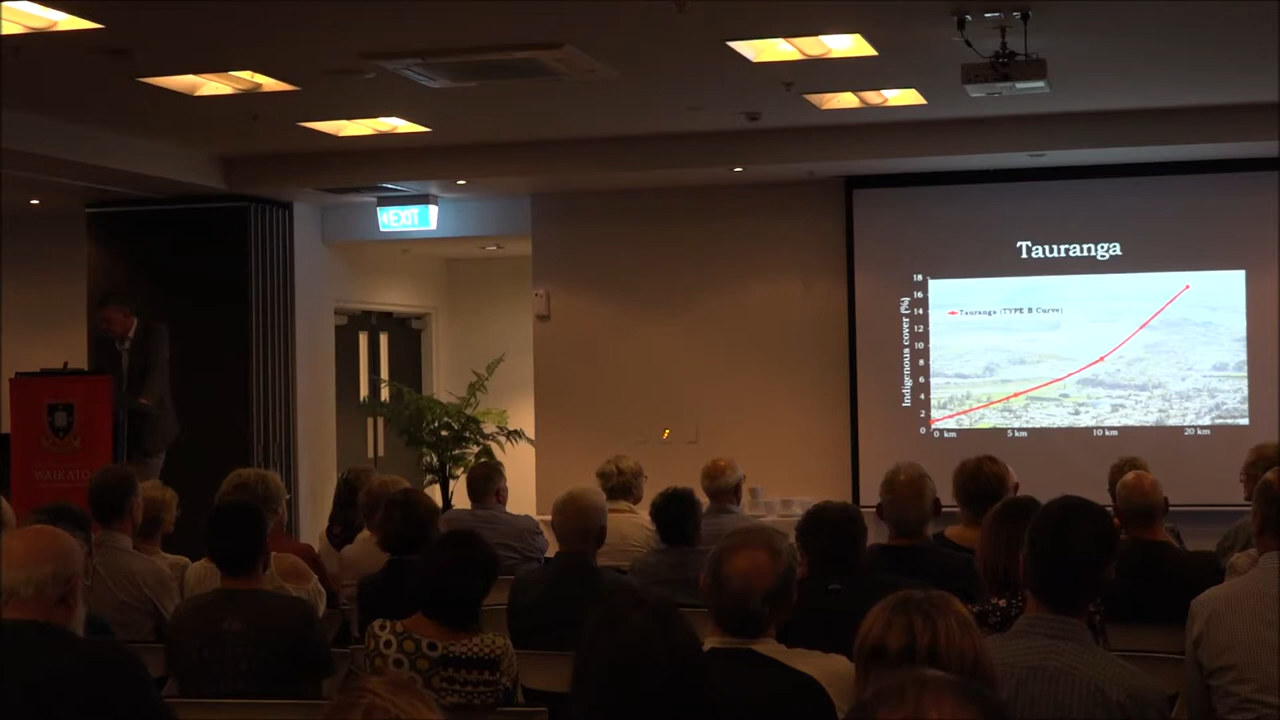 EXIT
Tauranga
18
16
14
12
10
8
6
4
2
0
Indigenous cover (%)
Tauranga (TYPE B Curve)
0 km
5 km
10 km
20 km
WAIKATO